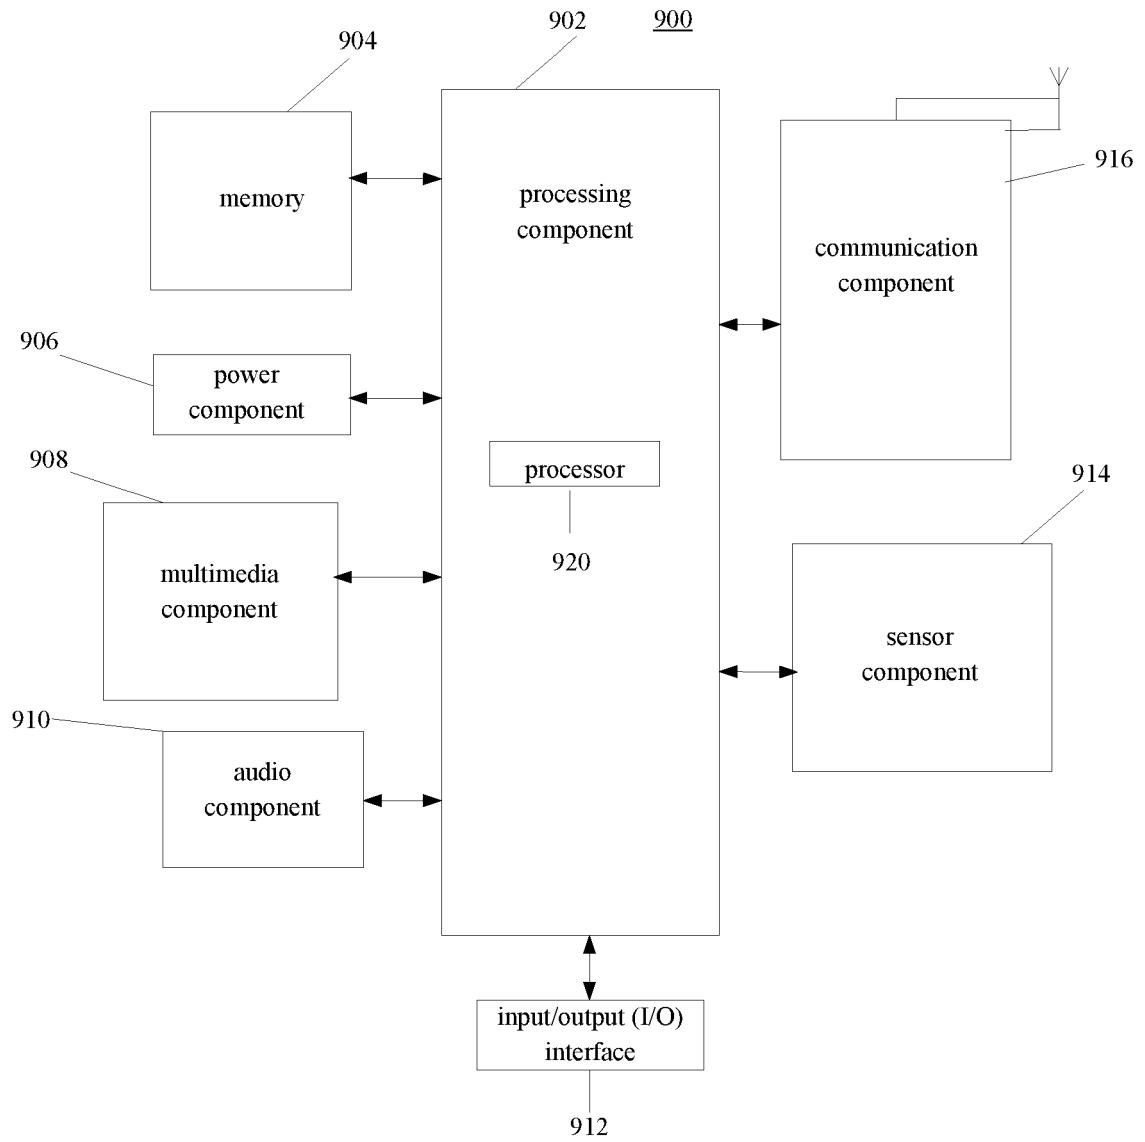 902
900
904
916
memory
processing
component
communication
component
906
power
component
908
processor
914
920
multimedia
component
sensor
component
910
audio
component
input/output (I/O)
interface
912